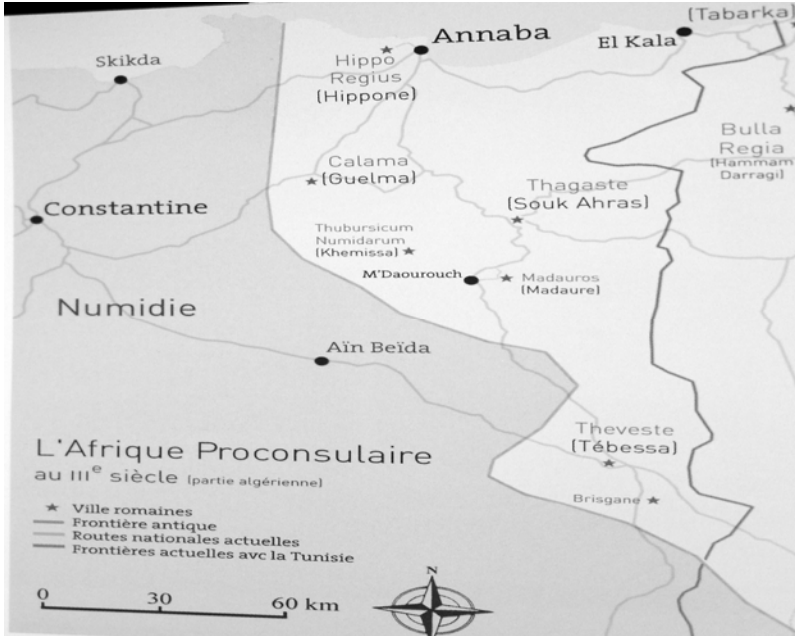 (Tabarka)
Annaba
El Kala
Skikda
Hippo
Regius
(Hippone)
Bulla
Regia
(Hammam
Darragi)
Calama
(Guelma)
Thagaste
(Souk Ahras)
Constantine
Thubursicum
Numidarum
(Khemissa)
M'Daourouch
Madauros
(Madaure)
Numidie
Aïn Beïda
Theveste
(Tébessa)
Brisgane
L'Afrique Proconsulaire
au IIIe siècle (partie algérienne)
Ville romaines
Frontière antique
Routes nationales actuelles
Frontières actuelles avc la Tunisie
0 30 60 km
N